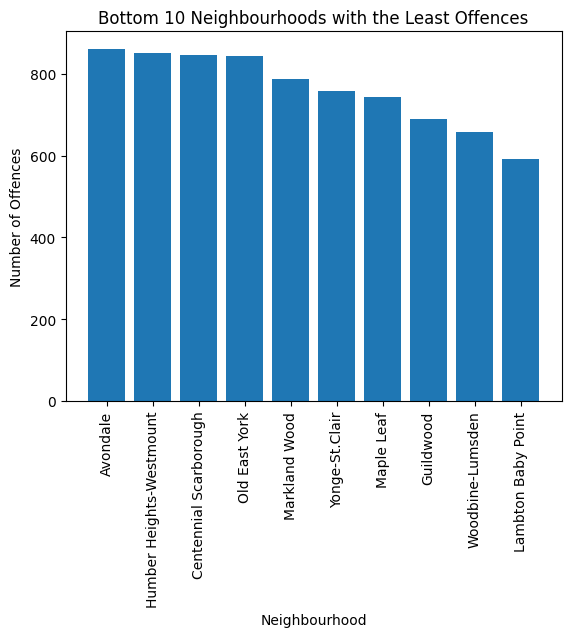 Bottom 10 Neighbourhoods with the Least Offences
Number of Offences
800
600
400
200
0
Avondale
Humber Heights-Westmount
Centennial Scarborough
Old East York
Markland Wood
Yonge-St.Clair
Maple Leaf
Guildwood
Woodbine-Lumsden
Lambton Baby Point
Neighbourhood